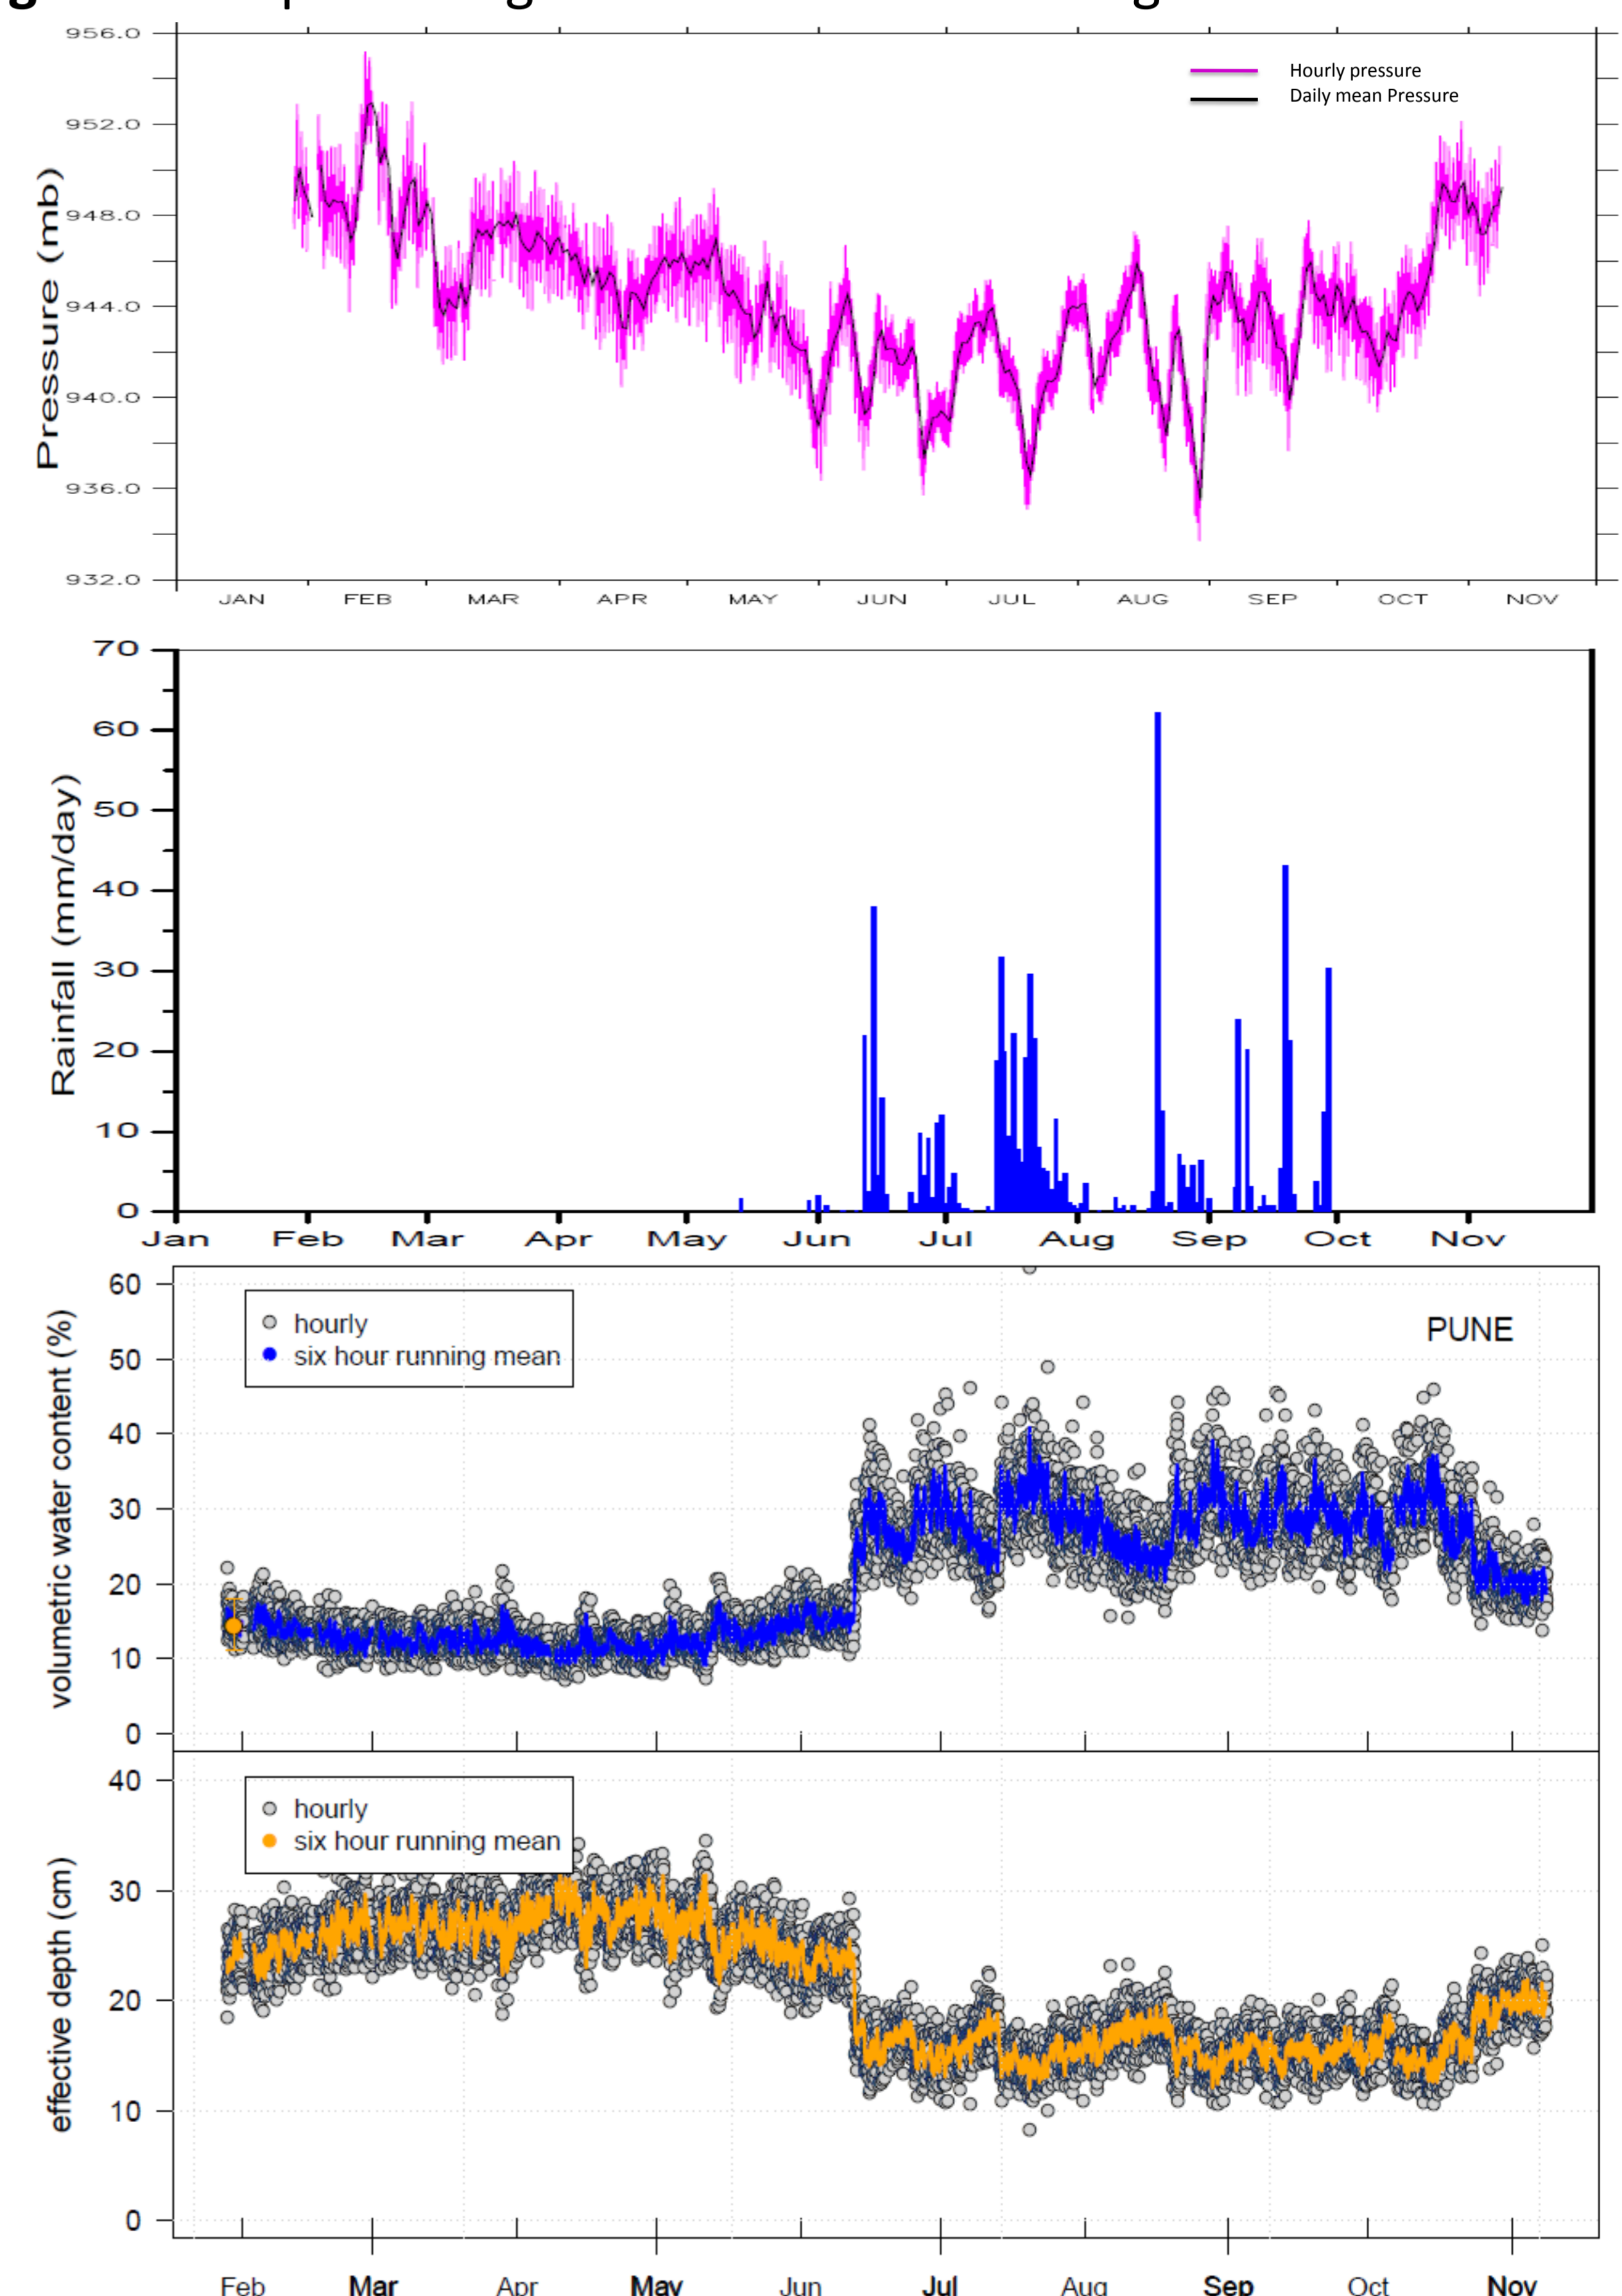 956.0
Hourly pressure
Daily mean Pressure
952.0
948.0
944.0
940.0
936.0
932.0
Pressure (mb)
JAN FEB MAR APR MAY JUN JUL AUG SEP OCT NOV
70
60
50
40
30
20
10
0
Rainfall (mm/day)
Jan Feb Mar Apr May Jun Jul Aug Sep Oct Nov
60
hourly
PUNE
six hour running mean
50
40
30
20
10
0
volumetric water content (%)
40
hourly
six hour running mean
30
20
10
0
effective depth (cm)
Feb Mar Apr May Jun Jul Aug Sep Oct Nov